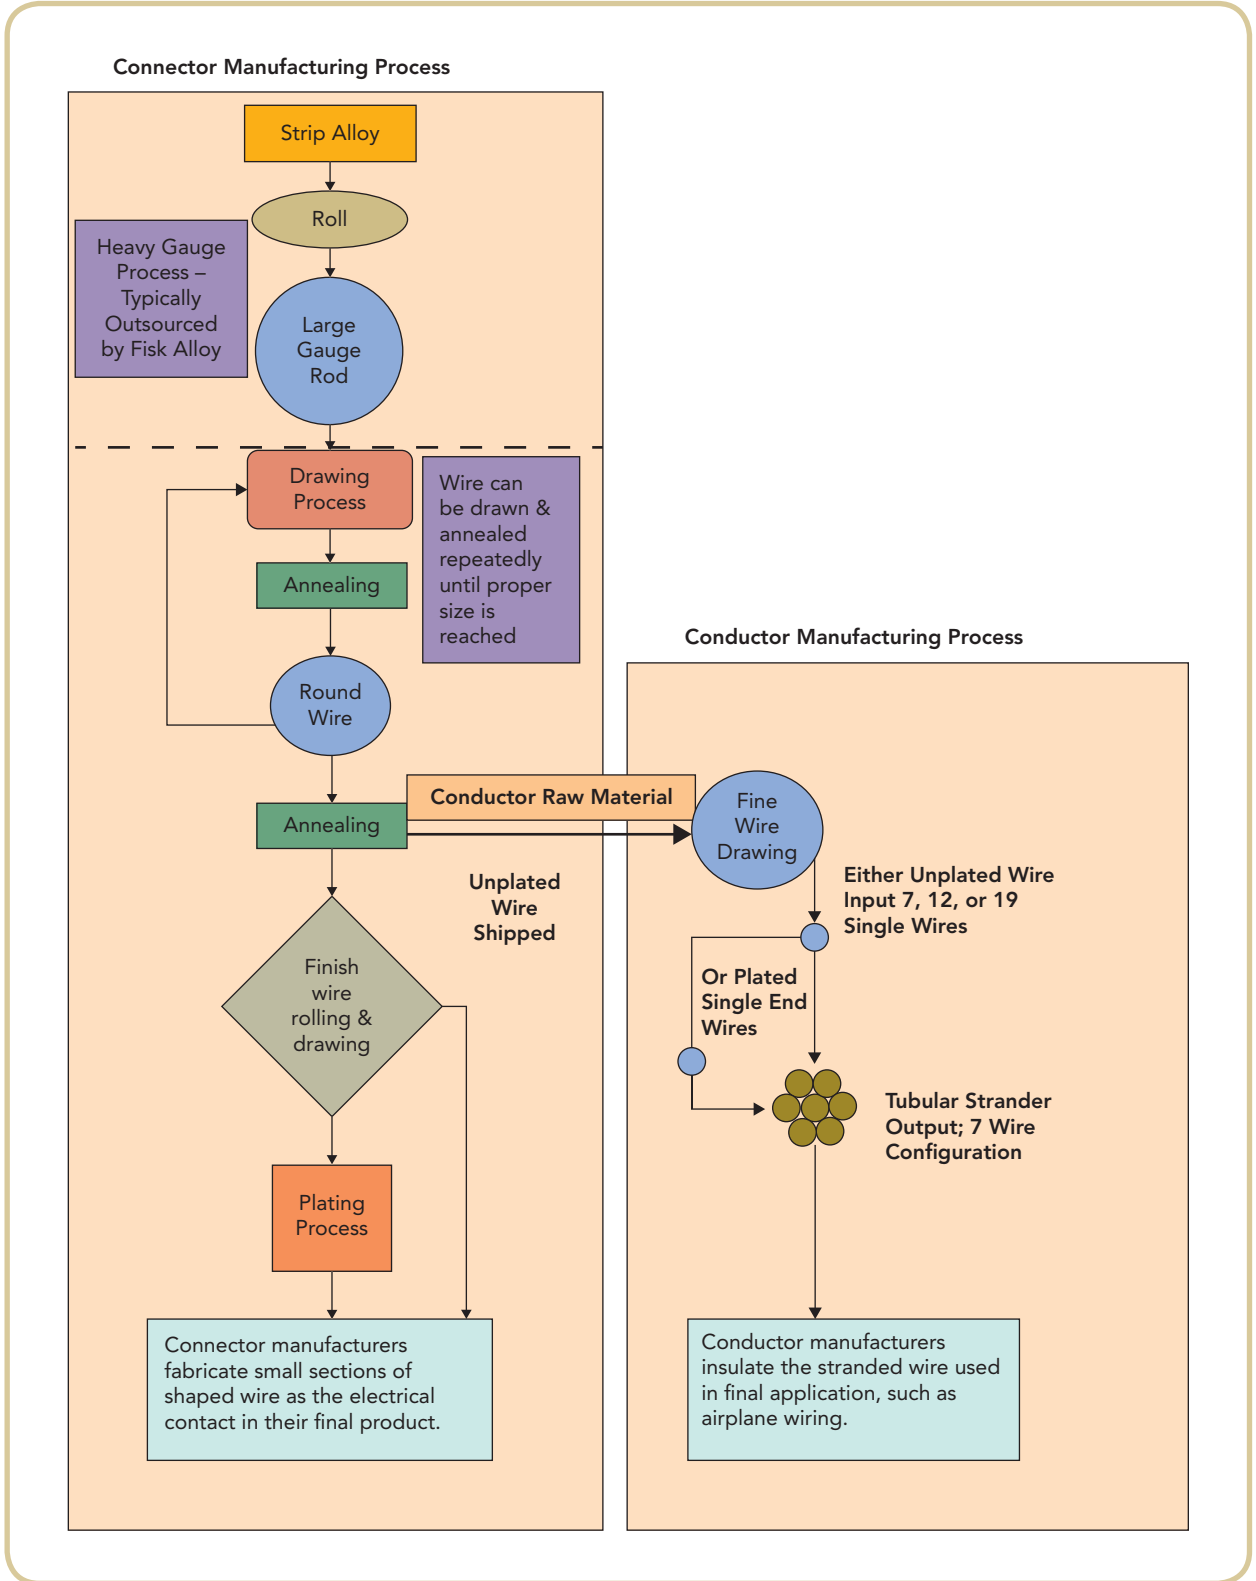 Connector Manufacturing Process
Strip Alloy
Roll
Heavy Gauge
Process –
Typically
Outsourced
by Fisk Alloy
Large
Gauge
Rod
Drawing
Process
Wire can
be drawn &
annealed
repeatedly
until proper
size is
reached
Annealing
Round
Wire
Annealing
Conductor Raw Material
Unplated
Wire
Shipped
Finish
wire
rolling &
drawing
Plating
Process
Connector manufacturers
fabricate small sections of
shaped wire as the electrical
contact in their final product.
Conductor Manufacturing Process
Fine
Wire
Drawing
Either Unplated Wire
Input 7, 12, or 19
Single Wires
Or Plated
Single End
Wires
Tubular Strander
Output; 7 Wire
Configuration
Conductor manufacturers
insulate the stranded wire used
in final application, such as
airplane wiring.